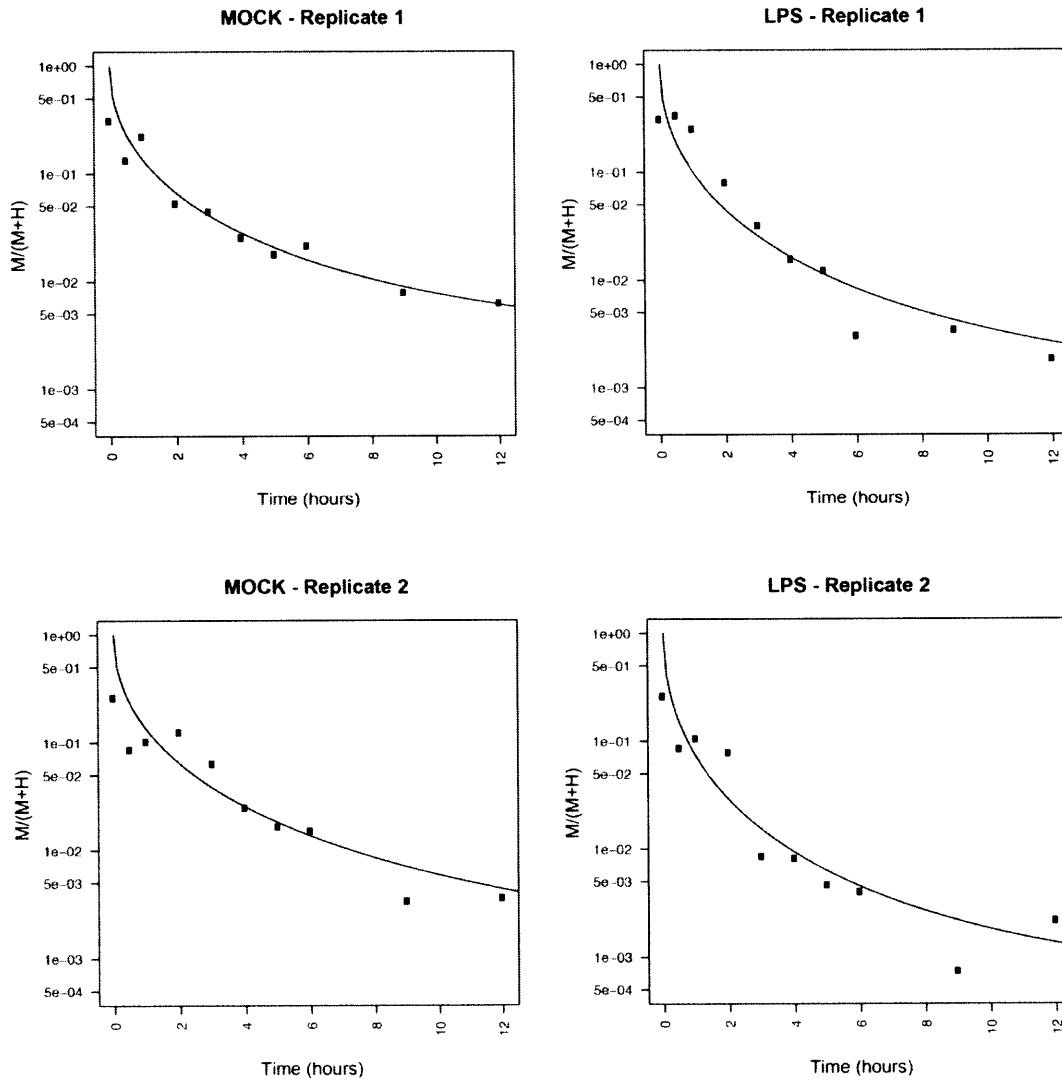 MOCK - Replicate 1
M/(M+H)
1e+00
5e-01
1e-01
5e-02
1e-02
5e-03
1e-03
5e-04
0 2 4 6 8 10 12
Time (hours)
LPS - Replicate 1
M/(M+H)
1e+00
5e-01
1e-01
5e-02
1e-02
5e-03
1e-03
5e-04
0 2 4 6 8 10 12
Time (hours)
MOCK - Replicate 2
M/(M+H)
1e+00
5e-01
1e-01
5e-02
1e-02
5e-03
1e-03
5e-04
0 2 4 6 8 10 12
Time (hours)
LPS - Replicate 2
M/(M+H)
1e+00
5e-01
1e-01
5e-02
1e-02
5e-03
1e-03
5e-04
0 2 4 6 8 10 12
Time (hours)